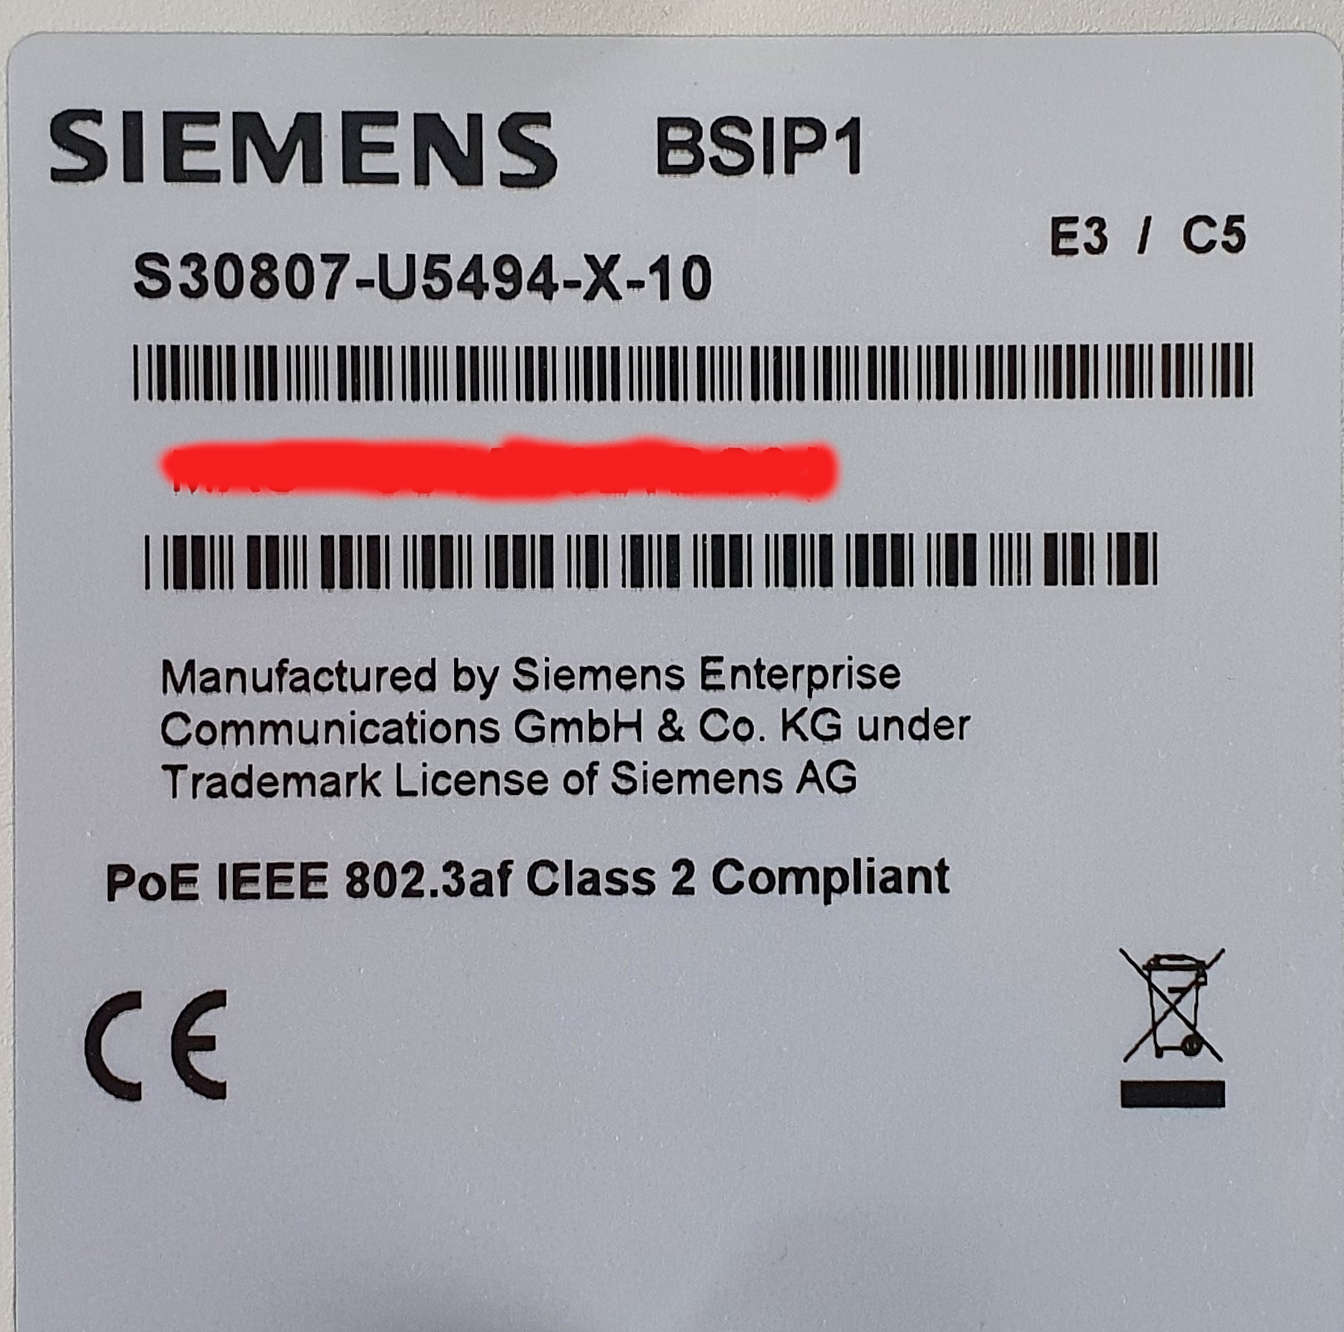 SIEMENS BSIP1
E3 / C5
S30807-U5494-X-10
Manufactured by Siemens Enterprise
Communications GmbH & Co. KG under
Trademark License of Siemens AG
PoE IEEE 802.3af Class 2 Compliant
CE